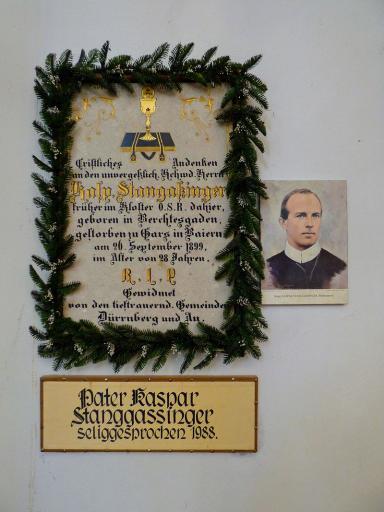 Cristliches Andenken
an den unvergeßlich. Hchwd. Herrn
Kasp. Stangaßinger
früher im Kloster O.S.R. dahier,
geboren in Berchtesgaden,
gestorben zu Gars in Baiern
am 26. September 1899,
im Alter von 28 Jahren.
R. I. P
Gewidmet
von den tieftrauernd. Gemeinden
Dürrnberg und Au.
Pater Kaspar
Stanggassinger
seliggesprochen 1988.